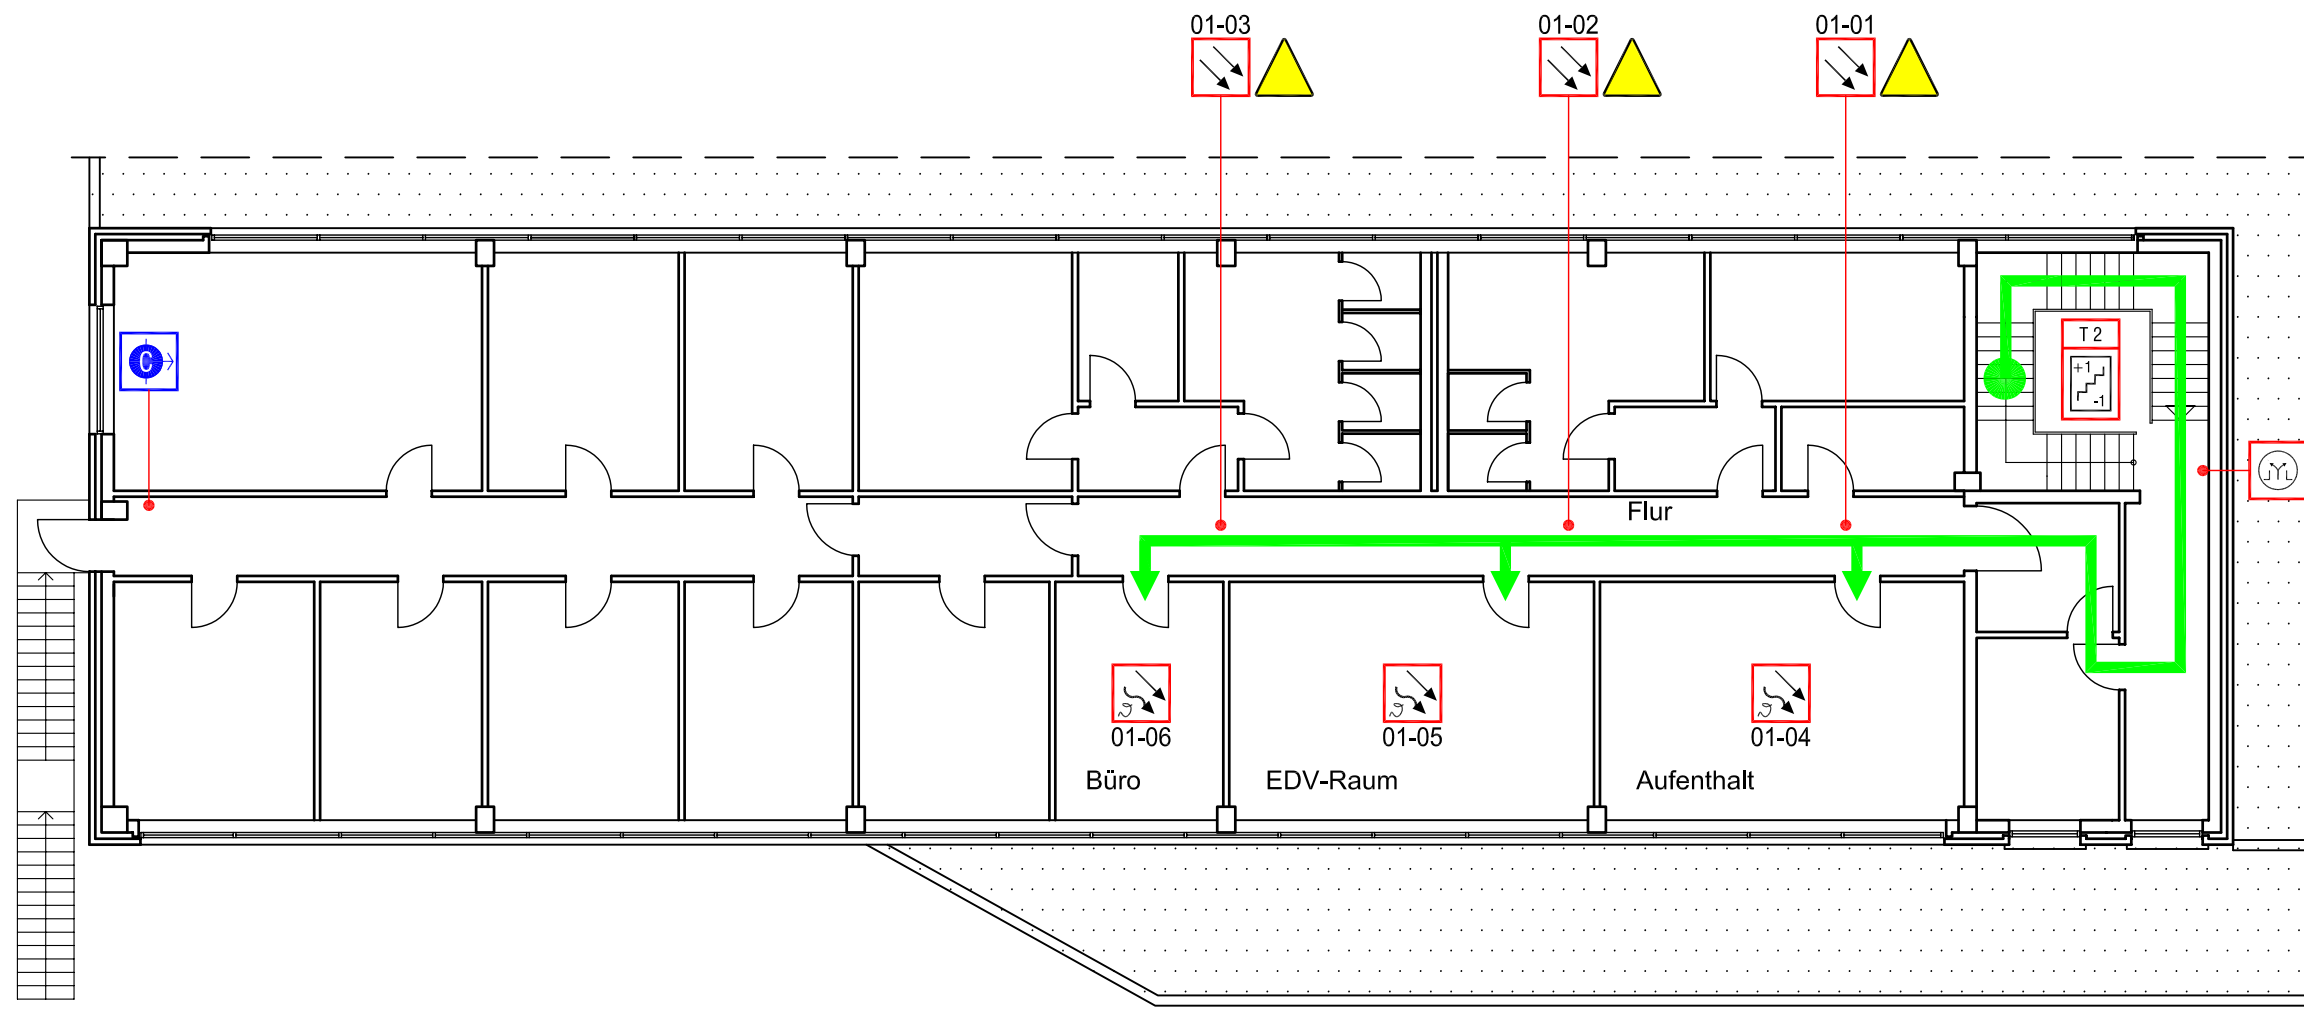 01-03
01-02
01-01
T 2
+1
-1
C
Flur
01-06
01-05
01-04
Büro
EDV-Raum
Aufenthalt